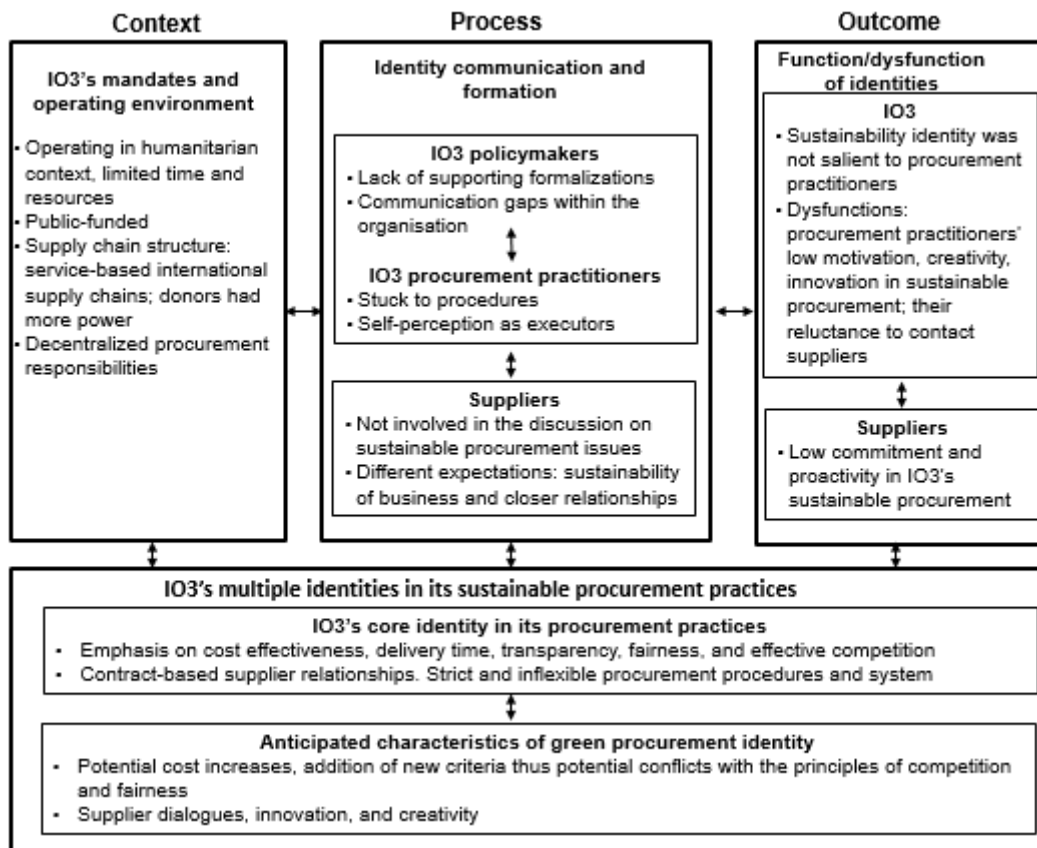 Context
Process
Outcome
IO3's mandates and
operating environment
▪ Operating in humanitarian
context, limited time and
resources
▪ Public-funded
▪ Supply chain structure:
service-based international
supply chains; donors had
more power
▪ Decentralized procurement
responsibilities
Identity communication and
formation
IO3 policymakers
▪ Lack of supporting formalizations
▪ Communication gaps within the
organisation
IO3 procurement practitioners
▪ Stuck to procedures
▪ Self-perception as executors
Suppliers
▪ Not involved in the discussion on
sustainable procurement issues
▪ Different expectations: sustainability
of business and closer relationships
Function/dysfunction
of identities
IO3
▪ Sustainability identity was
not salient to procurement
practitioners
▪ Dysfunctions:
procurement practitioners'
low motivation, creativity,
innovation in sustainable
procurement; their
reluctance to contact
suppliers
Suppliers
▪ Low commitment and
proactivity in IO3's
sustainable procurement
IO3's multiple identities in its sustainable procurement practices
IO3's core identity in its procurement practices
▪ Emphasis on cost effectiveness, delivery time, transparency, fairness, and effective competition
▪ Contract-based supplier relationships. Strict and inflexible procurement procedures and system
Anticipated characteristics of green procurement identity
▪ Potential cost increases, addition of new criteria thus potential conflicts with the principles of competition
and fairness
▪ Supplier dialogues, innovation, and creativity